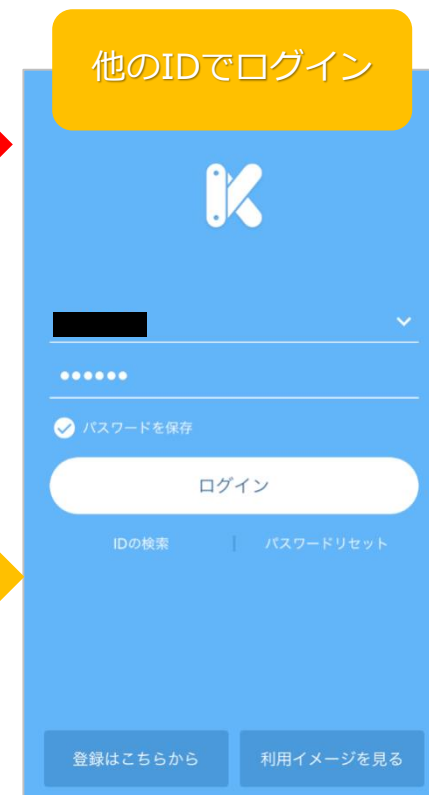 他のIDでログイン
K
••••••
パスワードを保存
ログイン
IDの検索 | パスワードリセット
登録はこちらから 利用イメージを見る